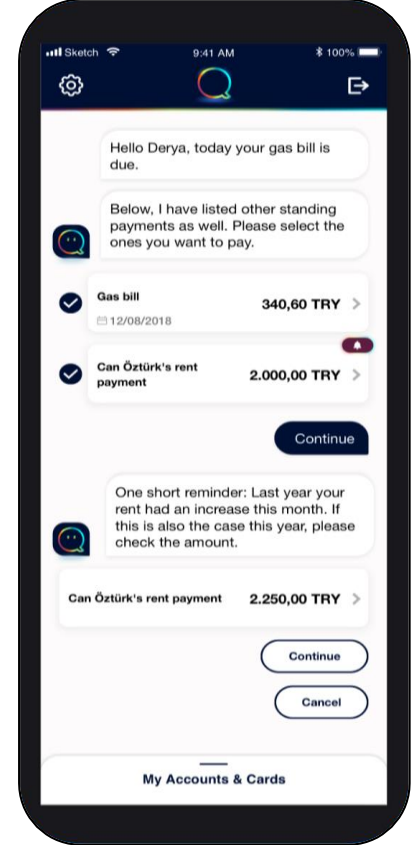 Sketch 9:41 AM 100%
Hello Derya, today your gas bill is
due.
Below, I have listed other standing
payments as well. Please select the
ones you want to pay.
Gas bill 340,60 TRY
12/08/2018
Can Öztürk's rent
payment 2.000,00 TRY
Continue
One short reminder: Last year your
rent had an increase this month. If
this is also the case this year, please
check the amount.
Can Öztürk's rent payment 2.250,00 TRY
Continue
Cancel
My Accounts & Cards